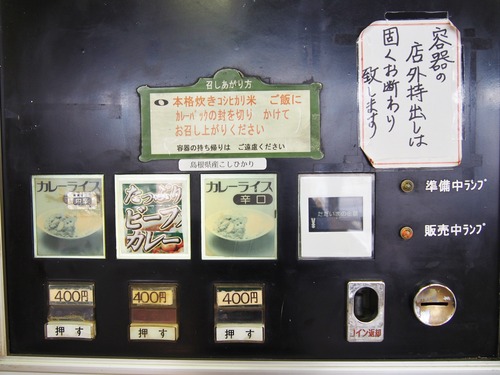 召しあがり方
本格炊きコシヒカリ米 ご飯に
カレーパックの封を切り かけて
お召し上がりください
容器の持ち帰りは ご遠慮ください
島根県産こしひかり
容器の
店外持出しは
固くお断わり
致します
カレーライス
たっぷり
ビーフ
カレー
カレーライス
辛口
準備中ランプ
販売中ランプ
400円
400円
400円
押す
押す
押す
コイン返却